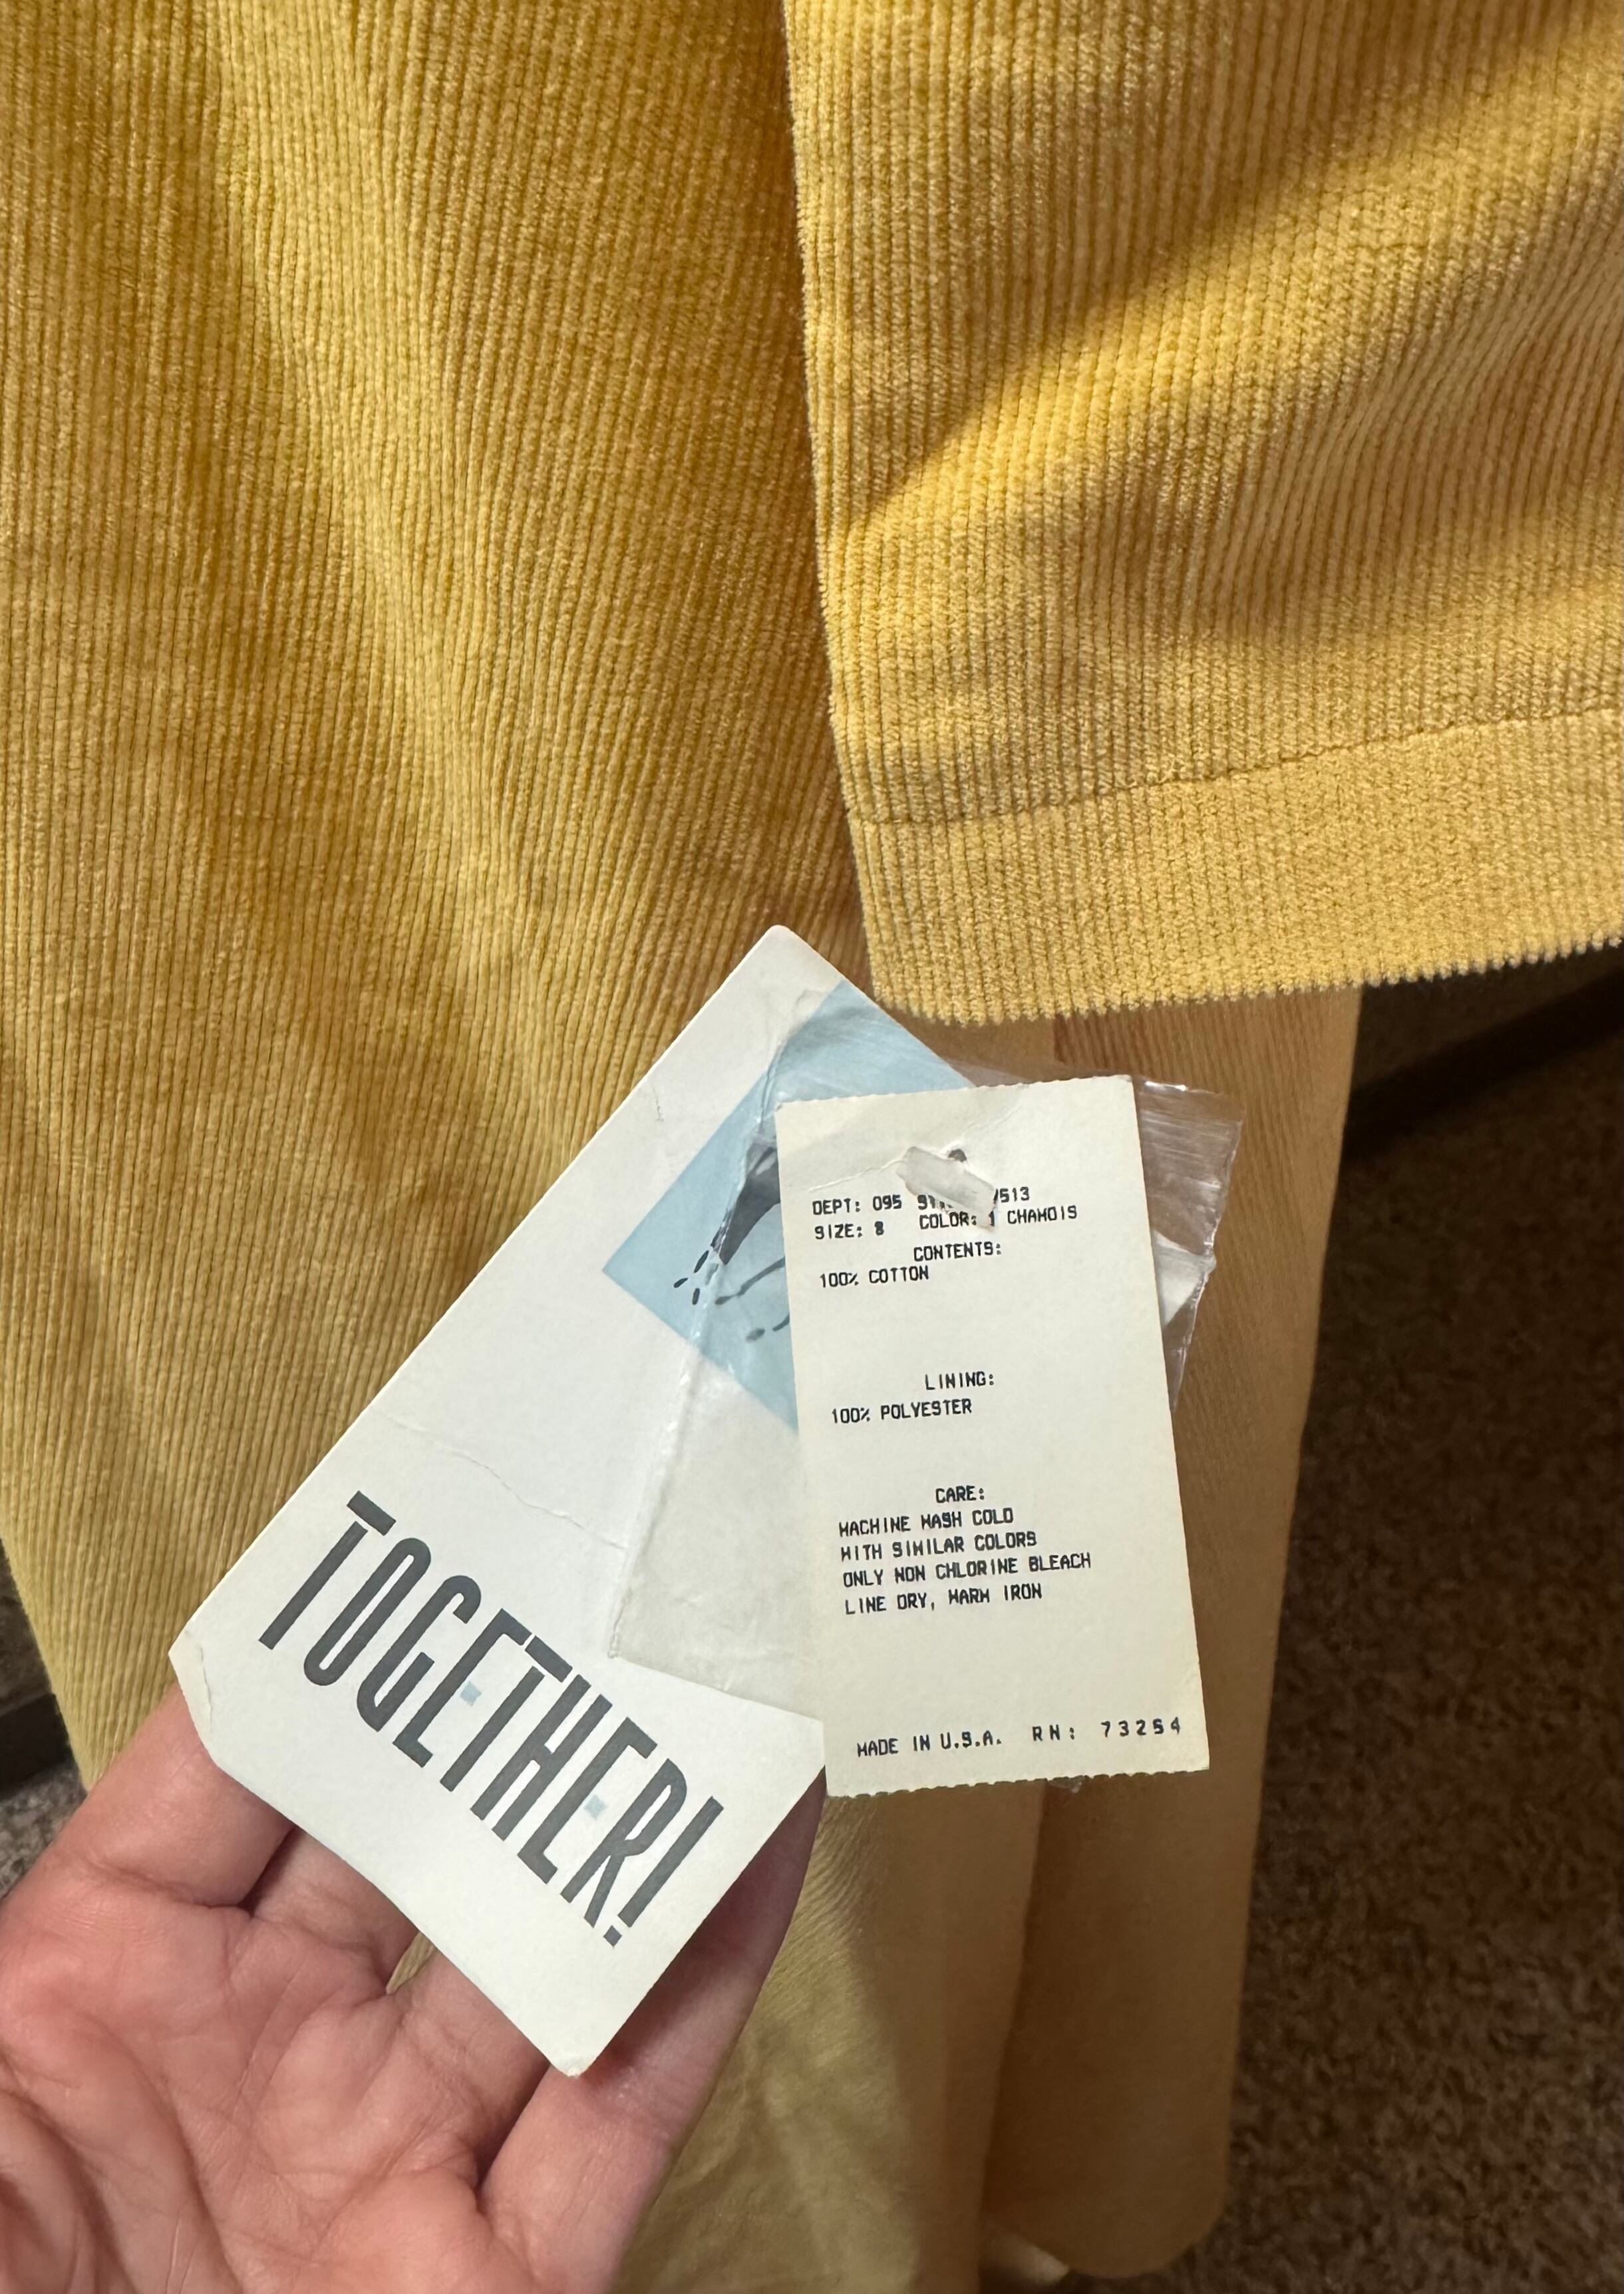 TOGETHER!
DEPT: 095 513
SIZE: 8 COLOR: 1 CHAMOIS
CONTENTS:
100% COTTON
LINING:
100% POLYESTER
CARE:
MACHINE WASH COLD
WITH SIMILAR COLORS
ONLY NON CHLORINE BLEACH
LINE DRY, WARM IRON
MADE IN U.S.A. RN: 73254